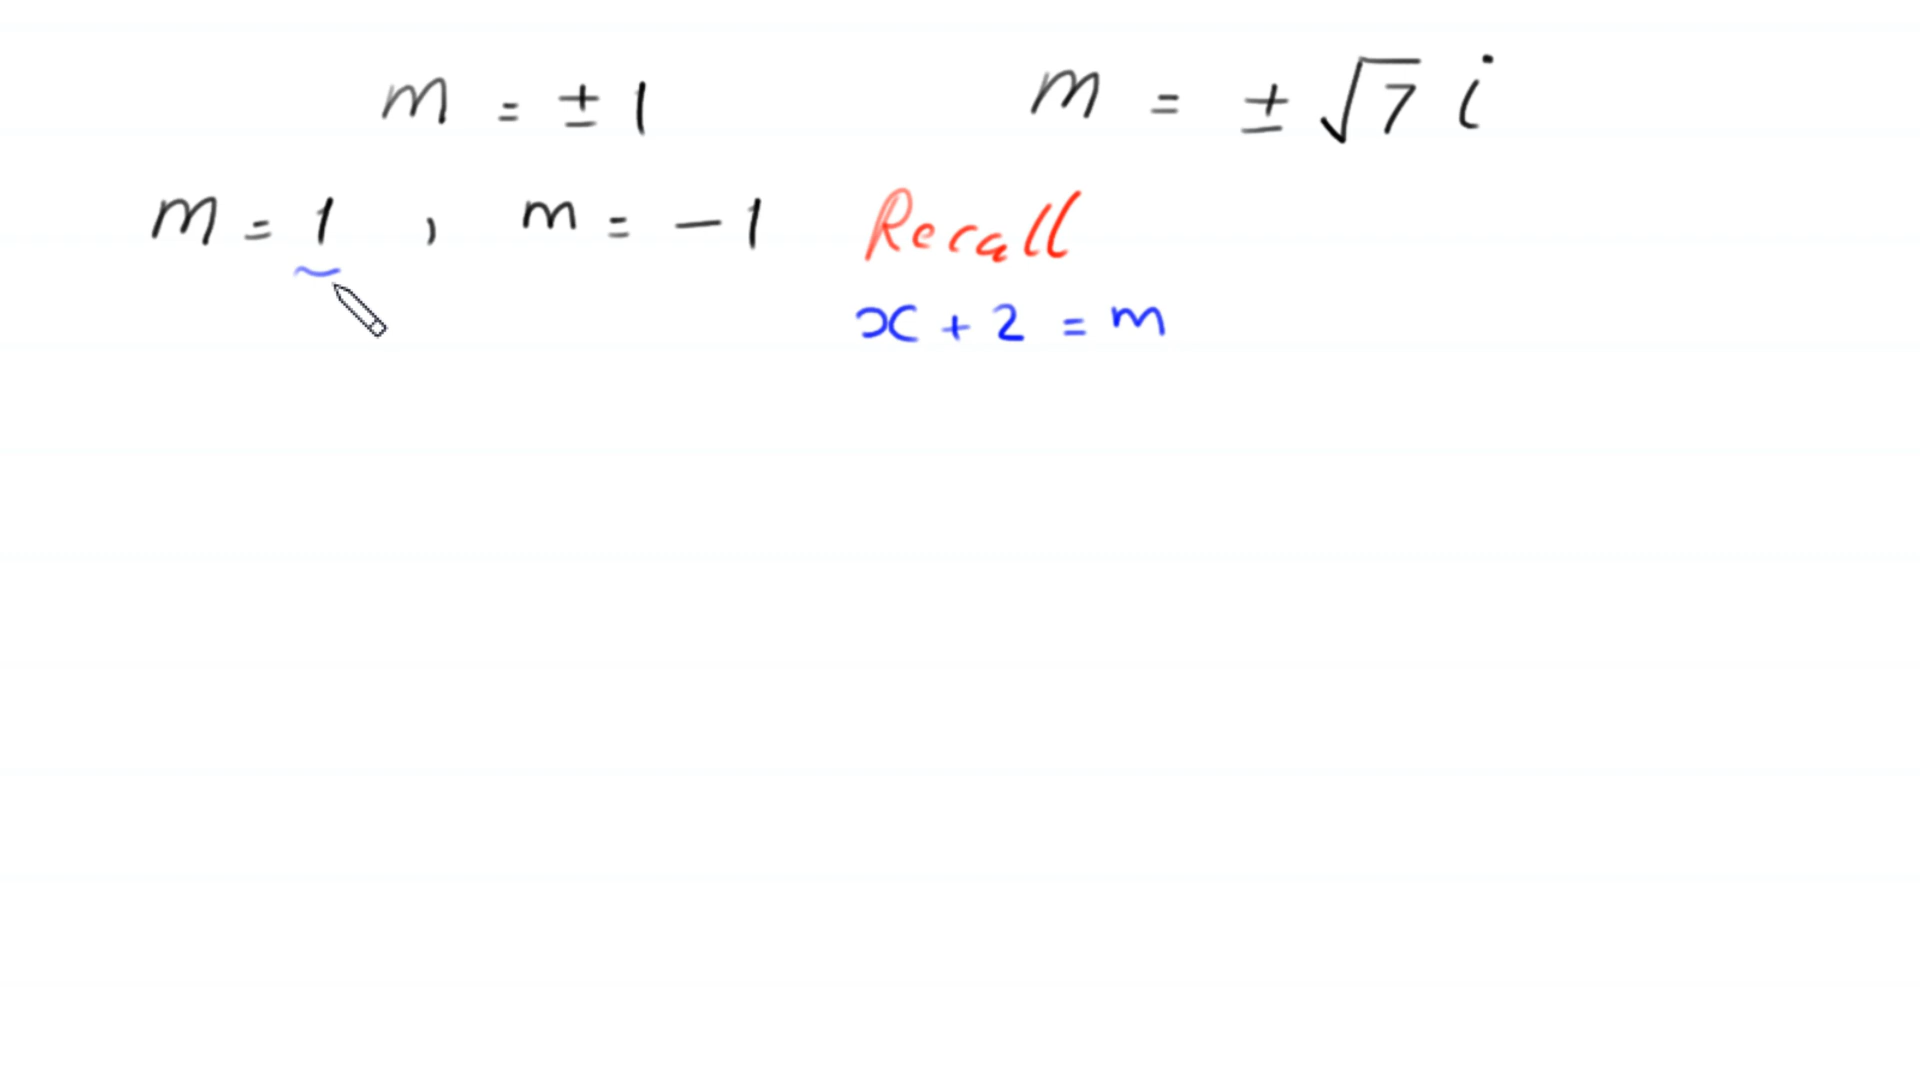 m = ± 1
m = ± √7 i
m = 1 , m = - 1
Recall
x + 2 = m